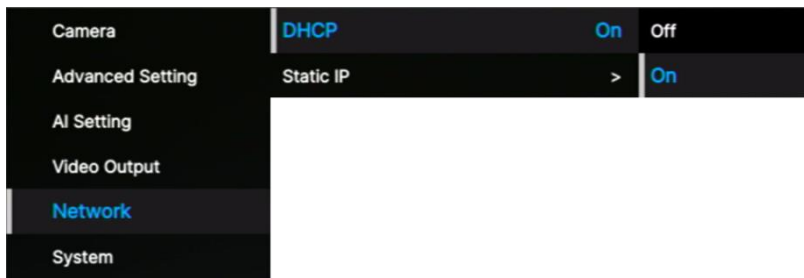 Camera
Advanced Setting
AI Setting
Video Output
Network
System
DHCP On
Static IP >
Off
On